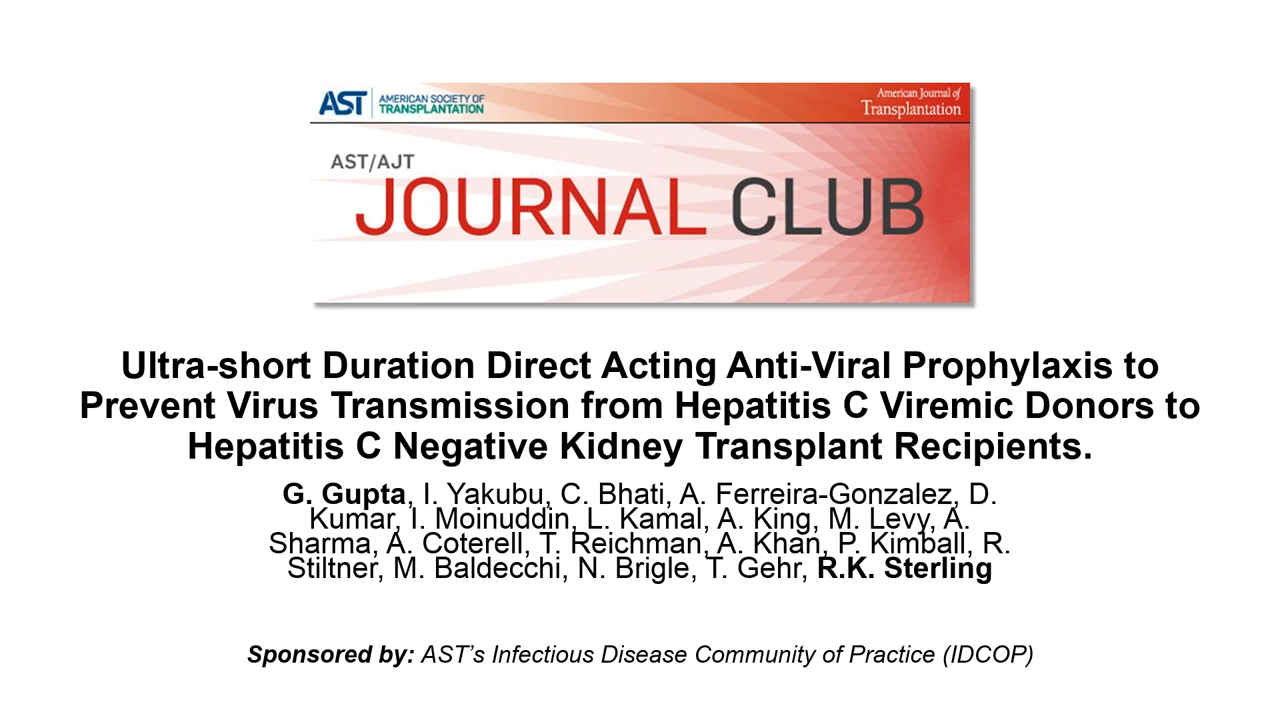 AST AMERICAN SOCIETY OF
TRANSPLANTATION
American Journal of
Transplantation
AST/AJT
JOURNAL CLUB
Ultra-short Duration Direct Acting Anti-Viral Prophylaxis to
Prevent Virus Transmission from Hepatitis C Viremic Donors to
Hepatitis C Negative Kidney Transplant Recipients.
G. Gupta, I. Yakubu, C. Bhati, A. Ferreira-Gonzalez, D.
Kumar, I. Moinuddin, L. Kamal, A. King, M. Levy, A.
Sharma, A. Coterell, T. Reichman, A. Khan, P. Kimball, R.
Stiltner, M. Baldecchi, N. Brigle, T. Gehr, R.K. Sterling
Sponsored by: AST’s Infectious Disease Community of Practice (IDCOP)